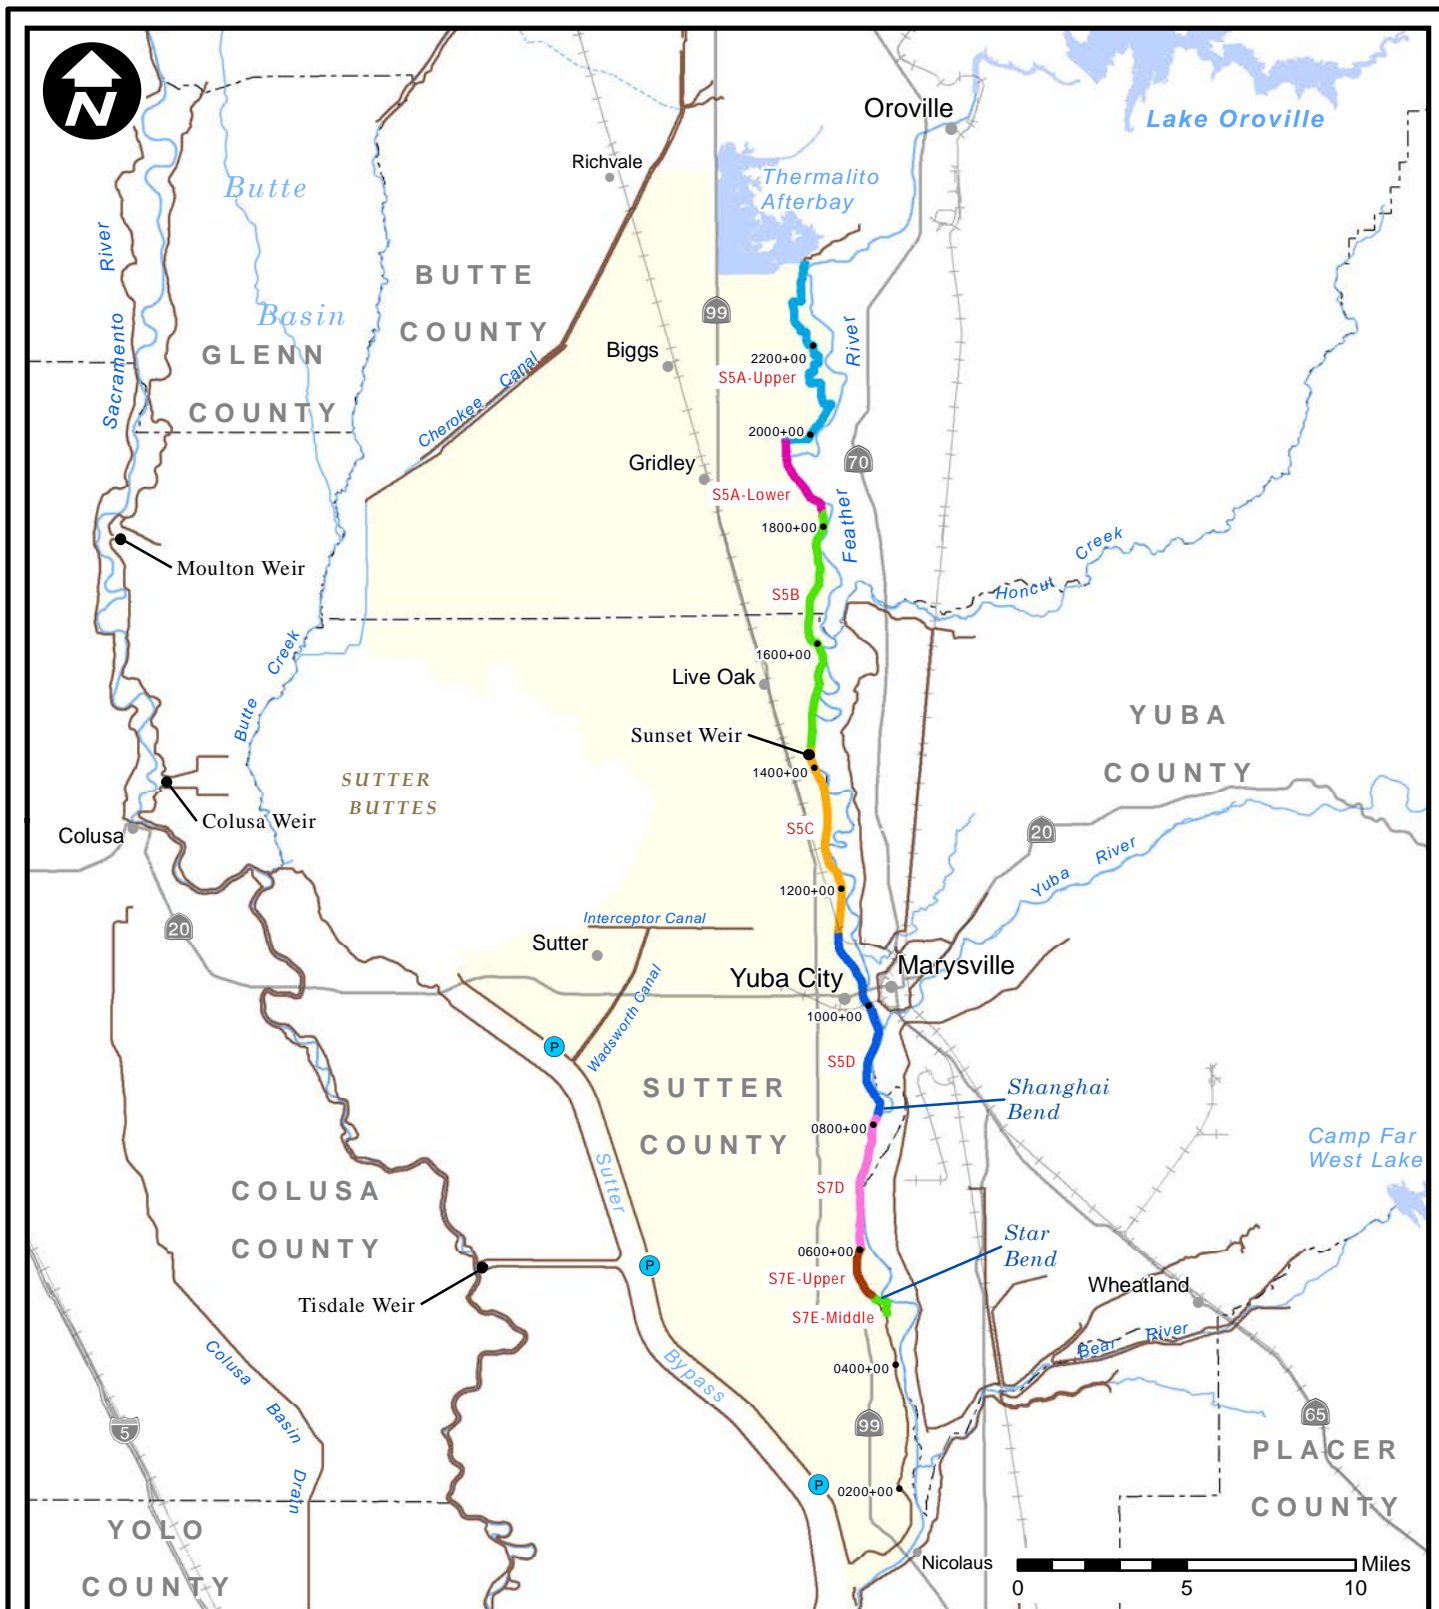 N
Oroville
Lake Oroville
Richvale
Thermalito
Afterbay
Butte
Basin
Sacramento
River
BUTTE
COUNTY
99
GLENN
COUNTY
Biggs
2200+00
S5A-Upper
River
Cherokee Canal
2000+00
70
Gridley
S5A-Lower
1800+00
Feather
Moulton Weir
Honcut Creek
S5B
Butte Creek
1600+00
Live Oak
YUBA
COUNTY
Sunset Weir
1400+00
SUTTER
BUTTES
Colusa Weir
Colusa
S5C
20
Yuba River
1200+00
20
Interceptor Canal
Sutter
Wadsworth Canal
Yuba City
Marysville
1000+00
P
S5D
SUTTER
COUNTY
Shanghai
Bend
0800+00
Camp Far
West Lake
Sutter
S7D
COLUSA
COUNTY
Star
Bend
0600+00
P
S7E-Upper
Wheatland
Tisdale Weir
S7E-Middle
Bear River
Colusa
Basin
Drain
Bypass
0400+00
99
65
5
PLACER
COUNTY
P
0200+00
YOLO
COUNTY
Nicolaus
Miles
0
5
10